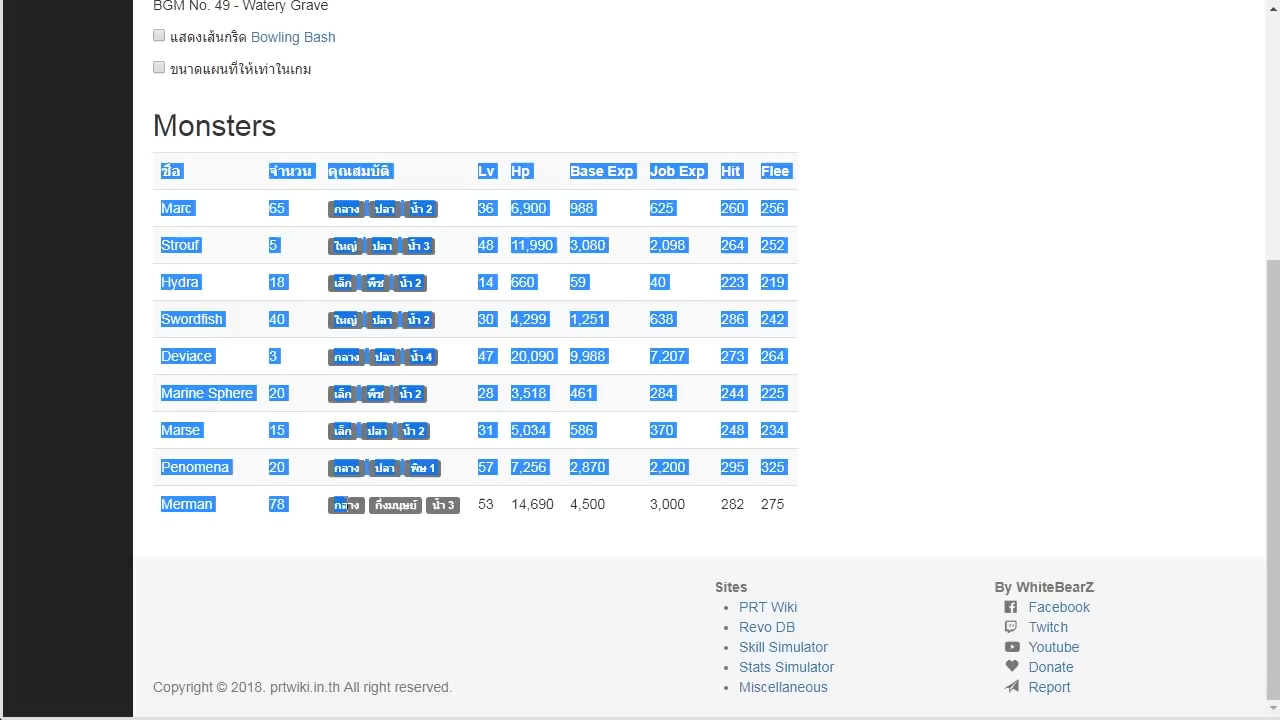 BGM No. 49 - Watery Grave
แสดงเส้นกริด Bowling Bash
ขนาดแผนที่ให้เท่าในเกม
Monsters
ชื่อ จำนวน คุณสมบัติ Lv Hp Base Exp Job Exp Hit Flee
Marc 65 กลาง ปลา น้ำ 2 36 6,900 988 625 260 256
Strouf 5 ใหญ่ ปลา น้ำ 3 48 11,990 3,080 2,098 264 252
Hydra 18 เล็ก พืช น้ำ 2 14 660 59 40 223 219
Swordfish 40 ใหญ่ ปลา น้ำ 2 30 4,299 1,251 638 286 242
Deviace 3 กลาง ปลา น้ำ 4 47 20,090 9,988 7,207 273 264
Marine Sphere 20 เล็ก พืช น้ำ 2 28 3,518 461 284 244 225
Marse 15 เล็ก ปลา น้ำ 2 31 5,034 586 370 248 234
Penomena 20 กลาง ปลา พิษ 1 57 7,256 2,870 2,200 295 325
Merman 78 กลาง กึ่งมนุษย์ น้ำ 3 53 14,690 4,500 3,000 282 275
Sites
PRT Wiki
Revo DB
Skill Simulator
Stats Simulator
Miscellaneous
By WhiteBearZ
Facebook
Twitch
Youtube
Donate
Report
Copyright © 2018. prtwiki.in.th All right reserved.